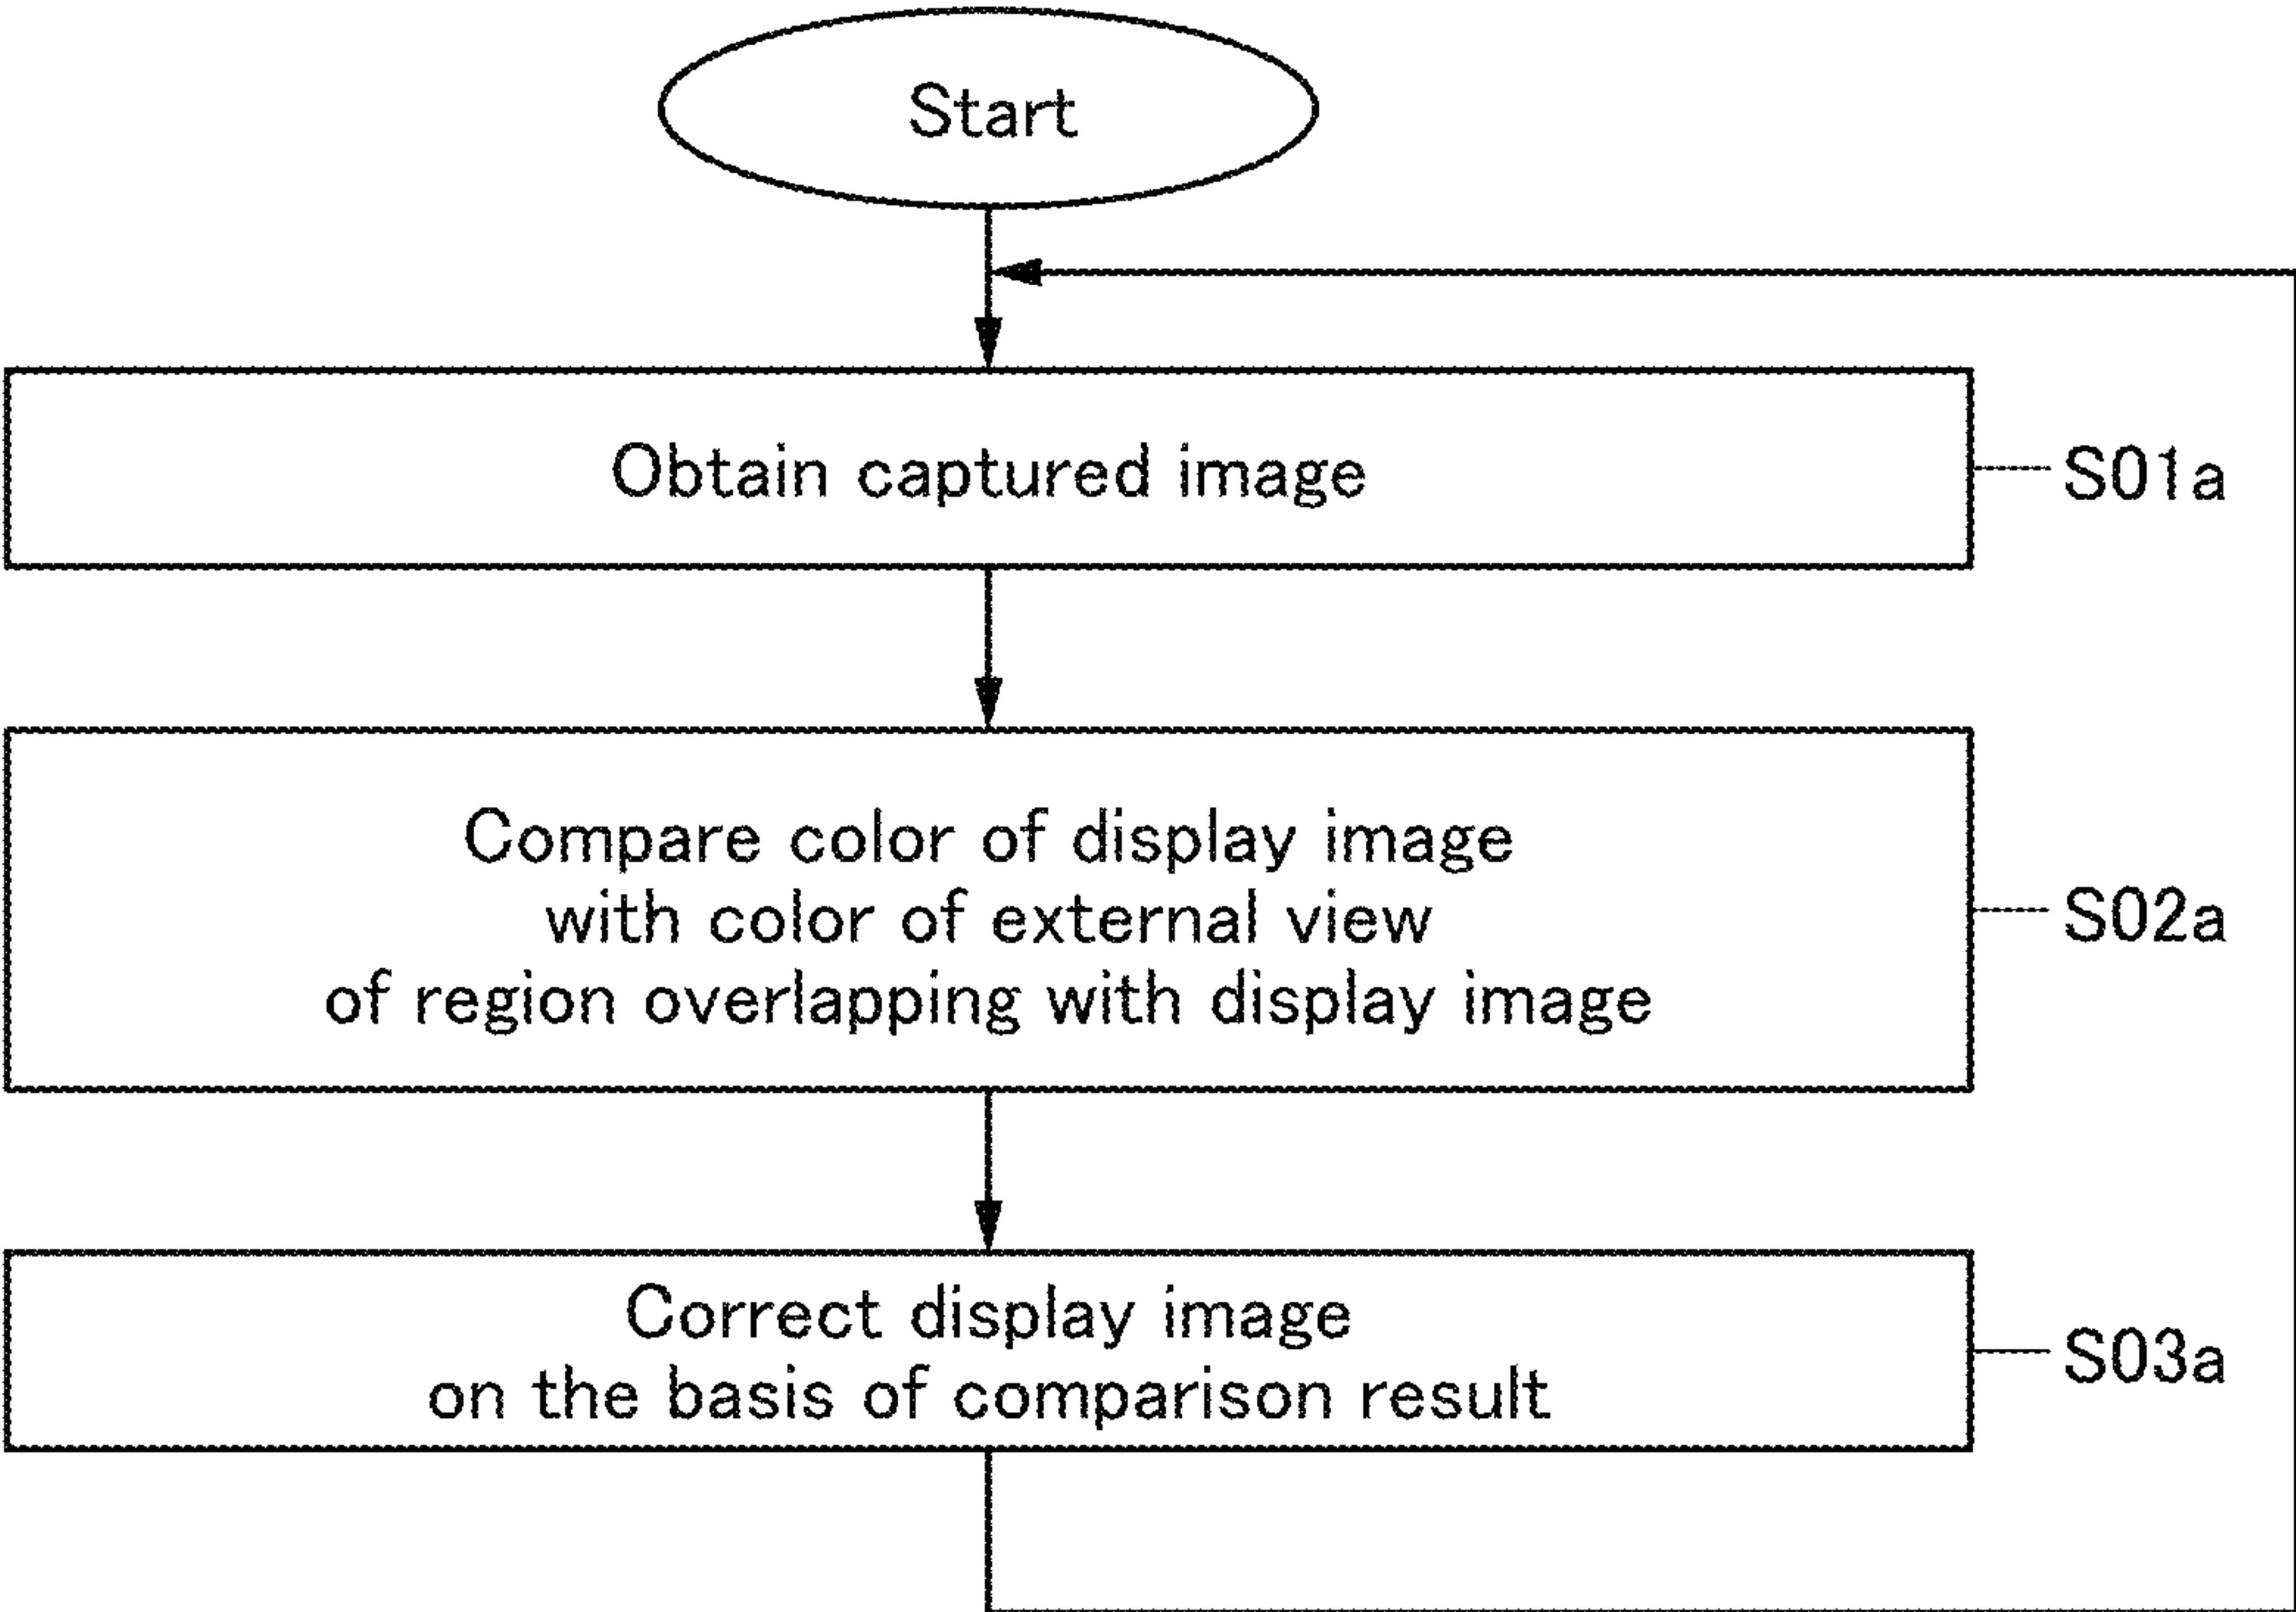 Start
Obtain captured image
S01a
Compare color of display image
with color of external view
of region overlapping with display image
S02a
Correct display image
on the basis of comparison result
S03a